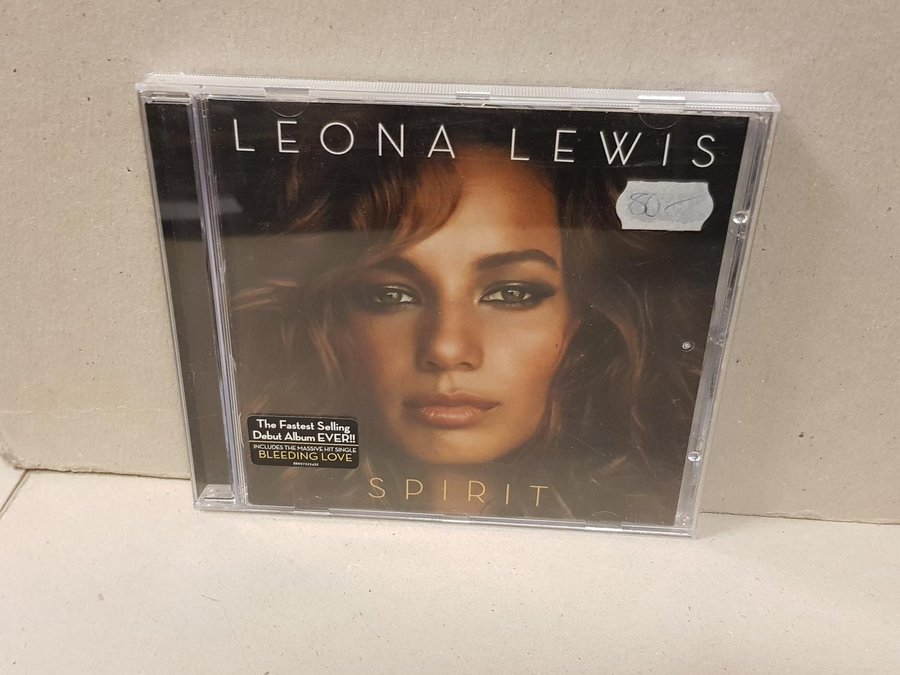 LEONA LEWIS
80-
The Fastest Selling
Debut Album EVER!!
INCLUDES THE MASSIVE HIT SINGLE
BLEEDING LOVE
SPIRIT